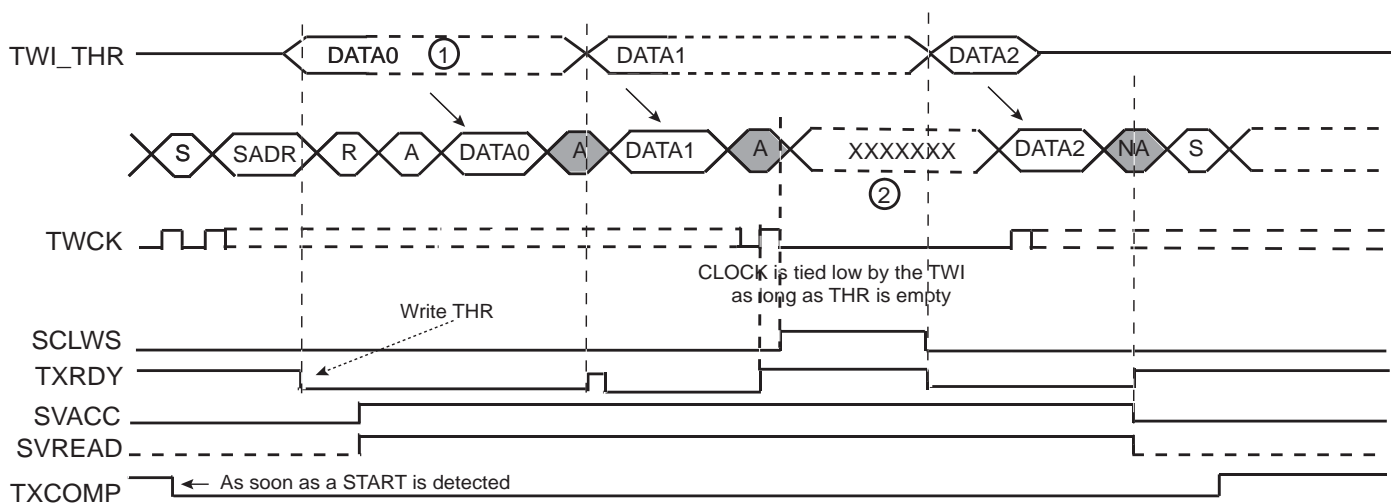 TWI_THR DATA0 1 DATA1 DATA2
S SADR R A DATA0 A DATA1 A XXXXXXX DATA2 NA S
2
TWCK
CLOCK is tied low by the TWI
as long as THR is empty
Write THR
SCLWS
TXRDY
SVACC
SVREAD
TXCOMP As soon as a START is detected